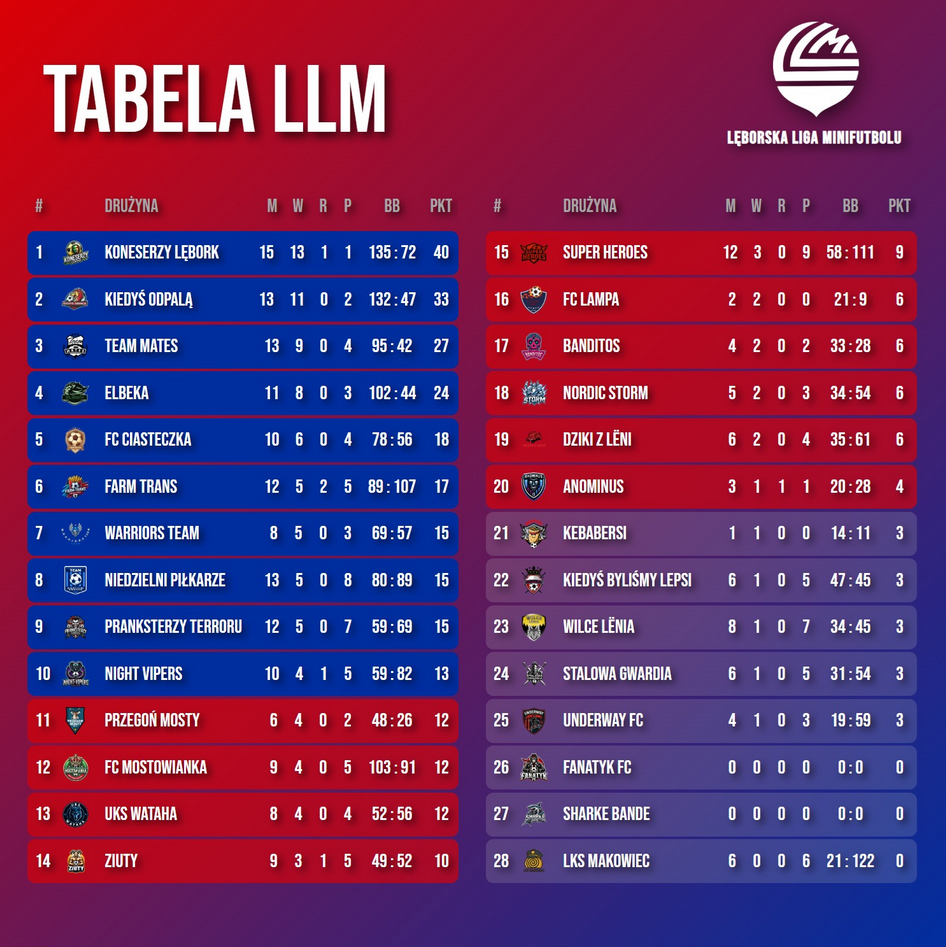 TABELA LLM
LĘBORSKA LIGA MINIFUTBOLU
# DRUŻYNA M W R P BB PKT
1 KONESERZY LĘBORK 15 13 1 1 135:72 40
2 KIEDYŚ ODPALĄ 13 11 0 2 132:47 33
3 TEAM MATES 13 9 0 4 95:42 27
4 ELBEKA 11 8 0 3 102:44 24
5 FC CIASTECZKA 10 6 0 4 78:56 18
6 FARM TRANS 12 5 2 5 89:107 17
7 WARRIORS TEAM 8 5 0 3 69:57 15
8 NIEDZIELNI PIŁKARZE 13 5 0 8 80:89 15
9 PRANKSTERZY TERRORU 12 5 0 7 59:69 15
10 NIGHT VIPERS 10 4 1 5 59:82 13
11 PRZEGOŃ MOSTY 6 4 0 2 48:26 12
12 FC MOSTOWIANKA 9 4 0 5 103:91 12
13 UKS WATAHA 8 4 0 4 52:56 12
14 ZIUTY 9 3 1 5 49:52 10
# DRUŻYNA M W R P BB PKT
15 SUPER HEROES 12 3 0 9 58:111 9
16 FC LAMPA 2 2 0 0 21:9 6
17 BANDITOS 4 2 0 2 33:28 6
18 NORDIC STORM 5 2 0 3 34:54 6
19 DZIKI Z LËNI 6 2 0 4 35:61 6
20 ANOMINUS 3 1 1 1 20:28 4
21 KEBABERSI 1 1 0 0 14:11 3
22 KIEDYŚ BYLIŚMY LEPSI 6 1 0 5 47:45 3
23 WILCE LËNIA 8 1 0 7 34:45 3
24 STALOWA GWARDIA 6 1 0 5 31:54 3
25 UNDERWAY FC 4 1 0 3 19:59 3
26 FANATYK FC 0 0 0 0 0:0 0
27 SHARKE BANDE 0 0 0 0 0:0 0
28 LKS MAKOWIEC 6 0 0 6 21:122 0